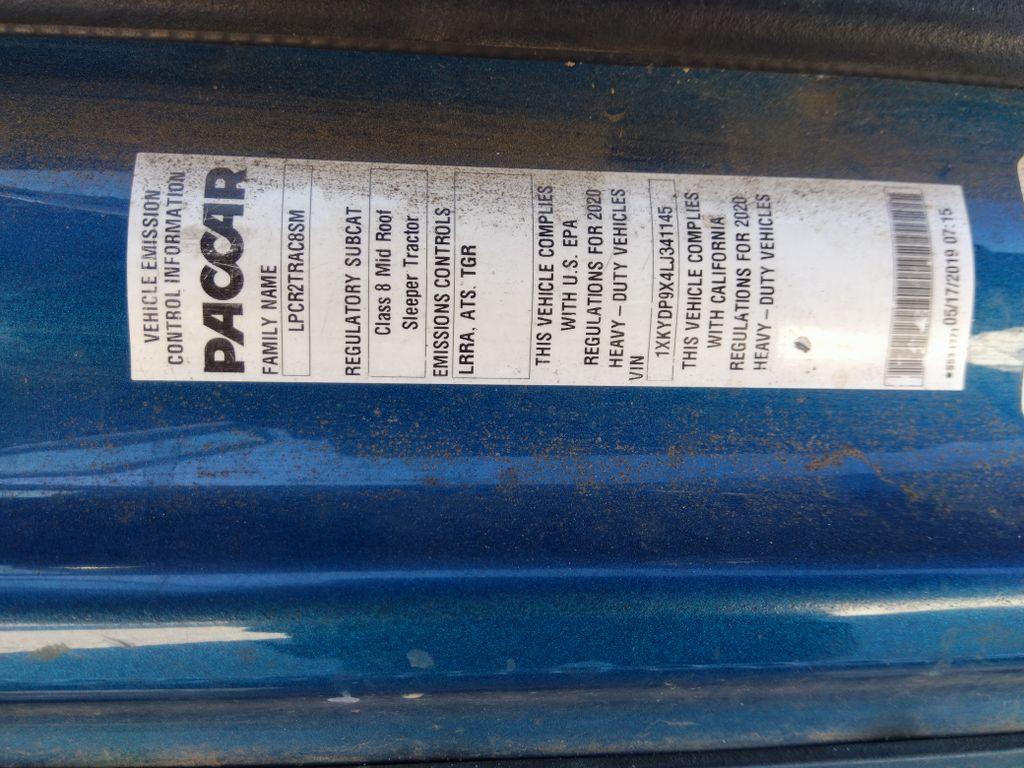 VEHICLE EMISSION
CONTROL INFORMATION
PACCAR
FAMILY NAME
LPCR2TRAC8SM
REGULATORY SUBCAT
Class 8 Mid Roof
Sleeper Tractor
EMISSIONS CONTROLS
LRRA, ATS, TGR
THIS VEHICLE COMPLIES
WITH U.S. EPA
REGULATIONS FOR 2020
HEAVY-DUTY VEHICLES
VIN
1XKYDP9X4LJ341145
THIS VEHICLE COMPLIES
WITH CALIFORNIA
REGULATIONS FOR 2020
HEAVY-DUTY VEHICLES
05/17/2019 07:15